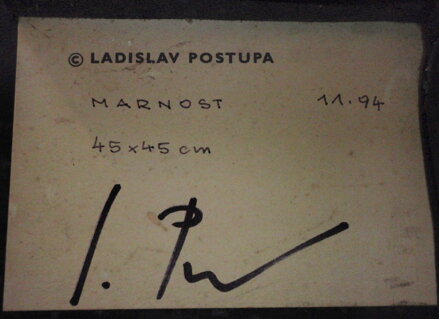 © LADISLAV POSTUPA
MARNOST 11.94
45x45 cm